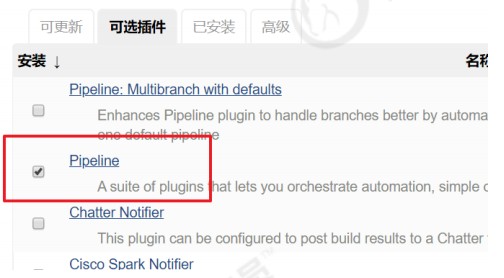 可更新 可选插件 已安装 高级
安装 ↓ 名称
Pipeline: Multibranch with defaults
Enhances Pipeline plugin to handle branches better by automa
one default pipeline
Pipeline
A suite of plugins that lets you orchestrate automation, simple
Chatter Notifier
This plugin can be configured to post build results to a Chatter
Cisco Spark Notifier